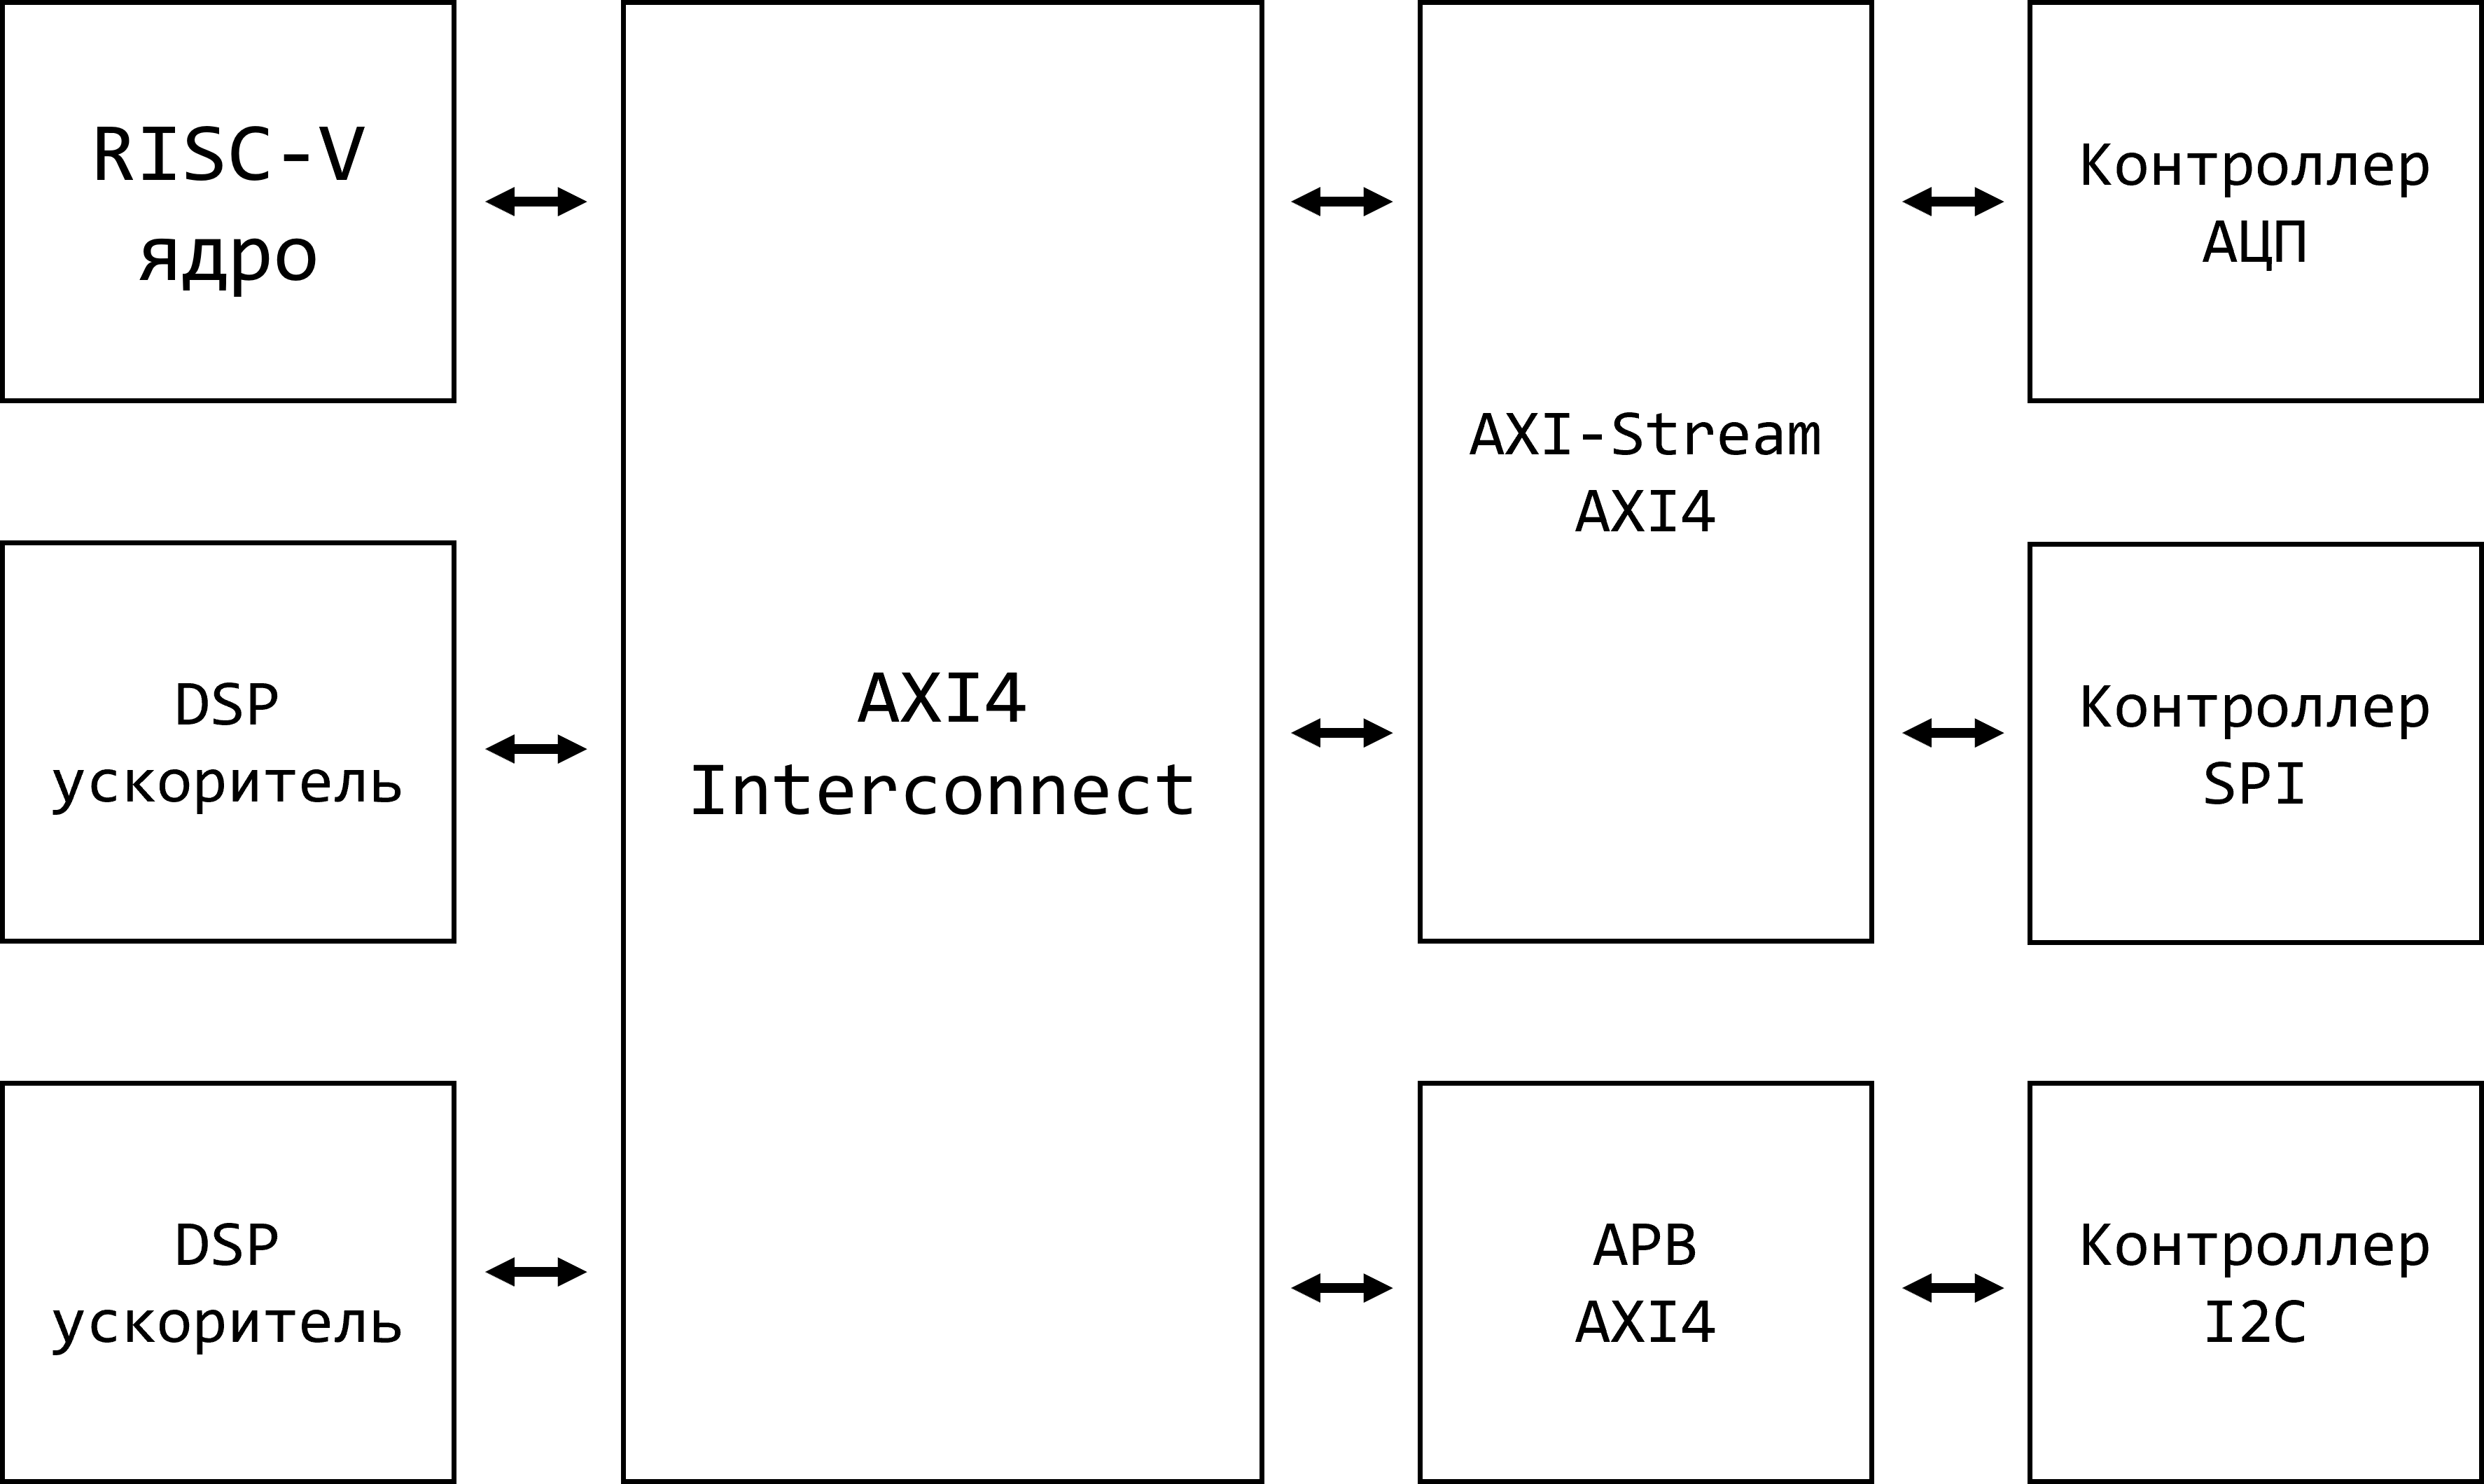 RISC-V
ядро
DSP
ускоритель
DSP
ускоритель
AXI4
Interconnect
AXI-Stream
AXI4
APB
AXI4
Контроллер
АЦП
Контроллер
SPI
Контроллер
I2C